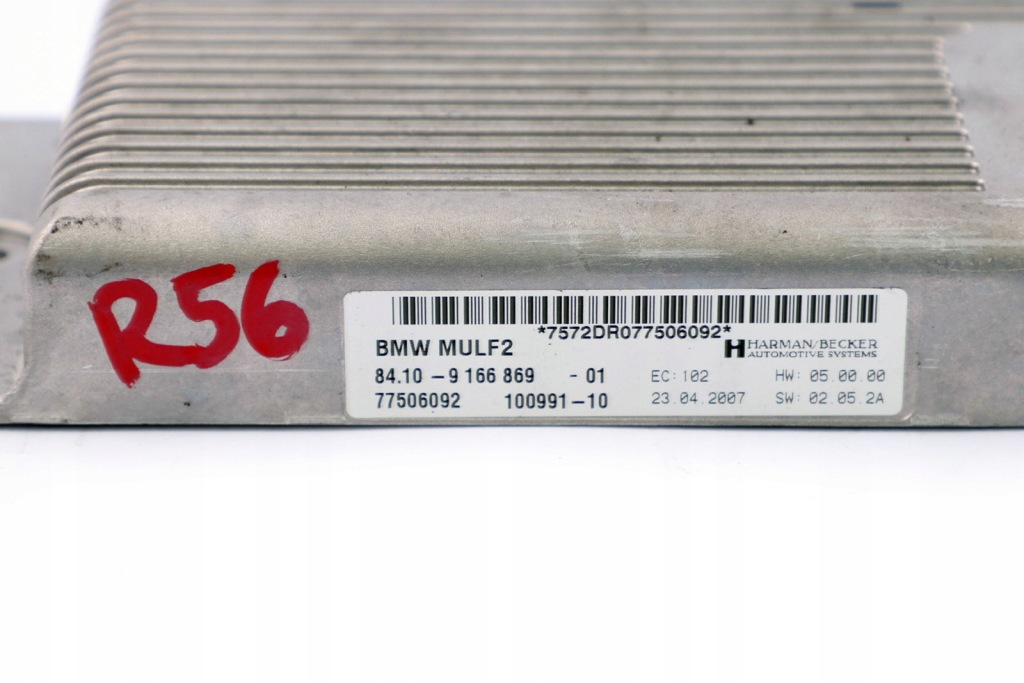 R56
*7572DR077506092*
BMW MULF2
HARMAN/BECKER
AUTOMOTIVE SYSTEMS
84.10 - 9 166 869 - 01 EC: 102 HW: 05.00.00
77506092 100991-10 23.04.2007 SW: 02.05.2A